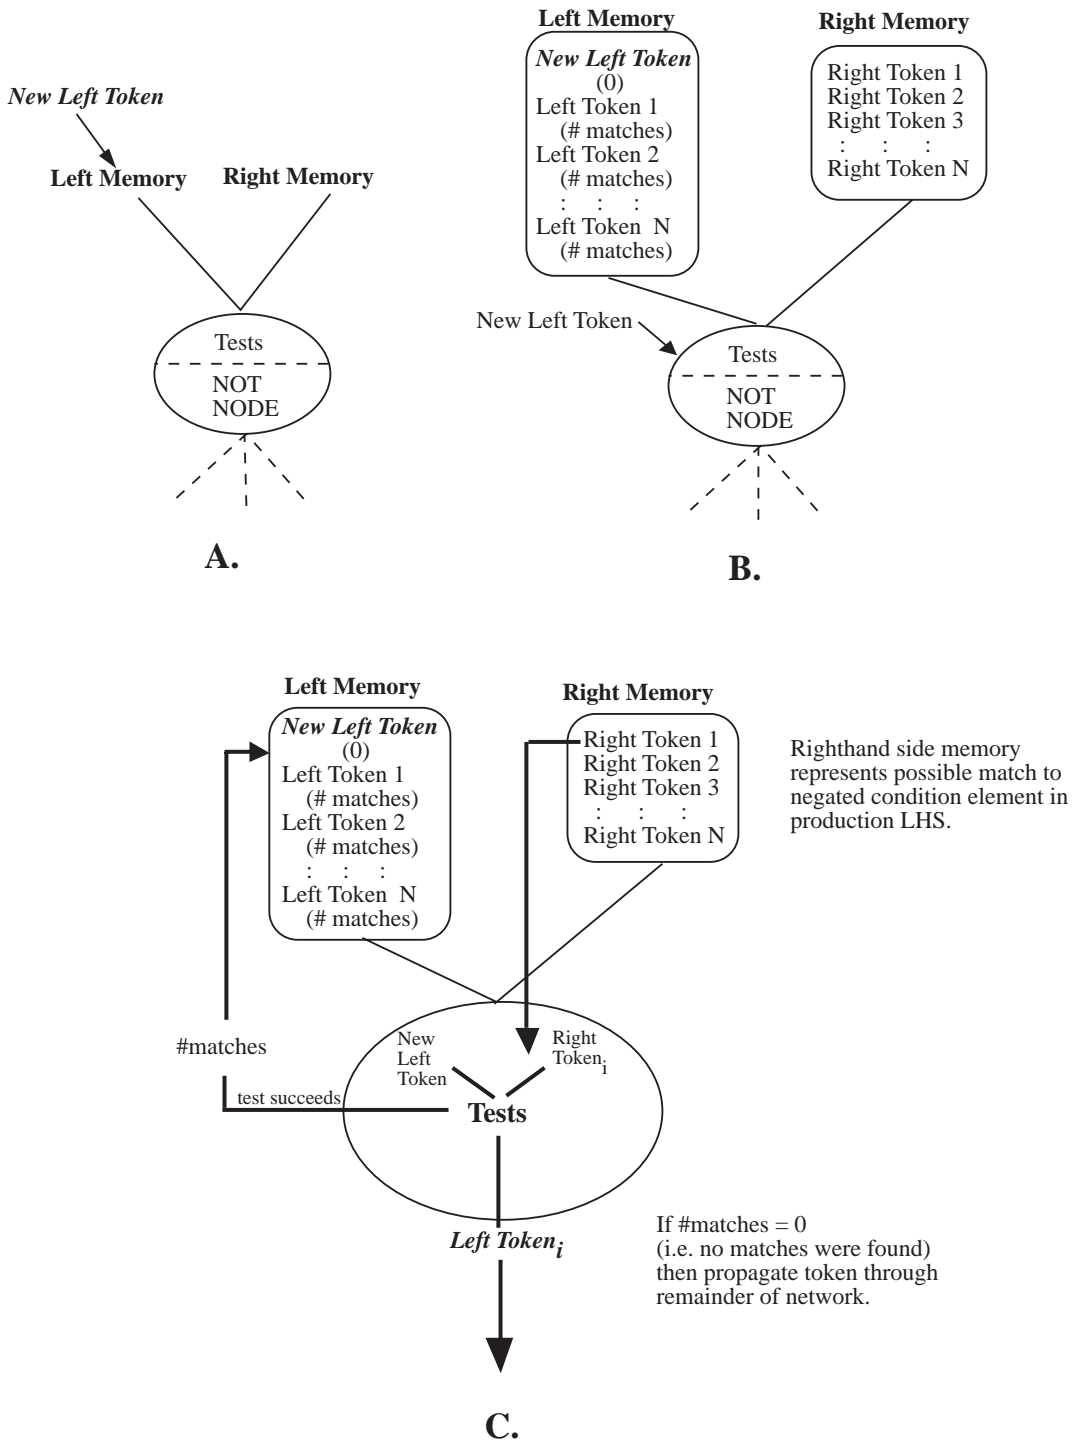 New Left Token
Left Memory
Right Memory
Tests
NOT
NODE
A.
Left Memory
New Left Token
(0)
Left Token 1
(# matches)
Left Token 2
(# matches)
: : :
Left Token N
(# matches)
Right Memory
Right Token 1
Right Token 2
Right Token 3
: : :
Right Token N
New Left Token
Tests
NOT
NODE
B.
Left Memory
New Left Token
(0)
Left Token 1
(# matches)
Left Token 2
(# matches)
: : :
Left Token N
(# matches)
Right Memory
Right Token 1
Right Token 2
Right Token 3
: : :
Right Token N
Righthand side memory
represents possible match to
negated condition element in
production LHS.
#matches
test succeeds
New
Left
Token
Right
Token i
Tests
Left Token i
If #matches = 0
(i.e. no matches were found)
then propagate token through
remainder of network.
C.